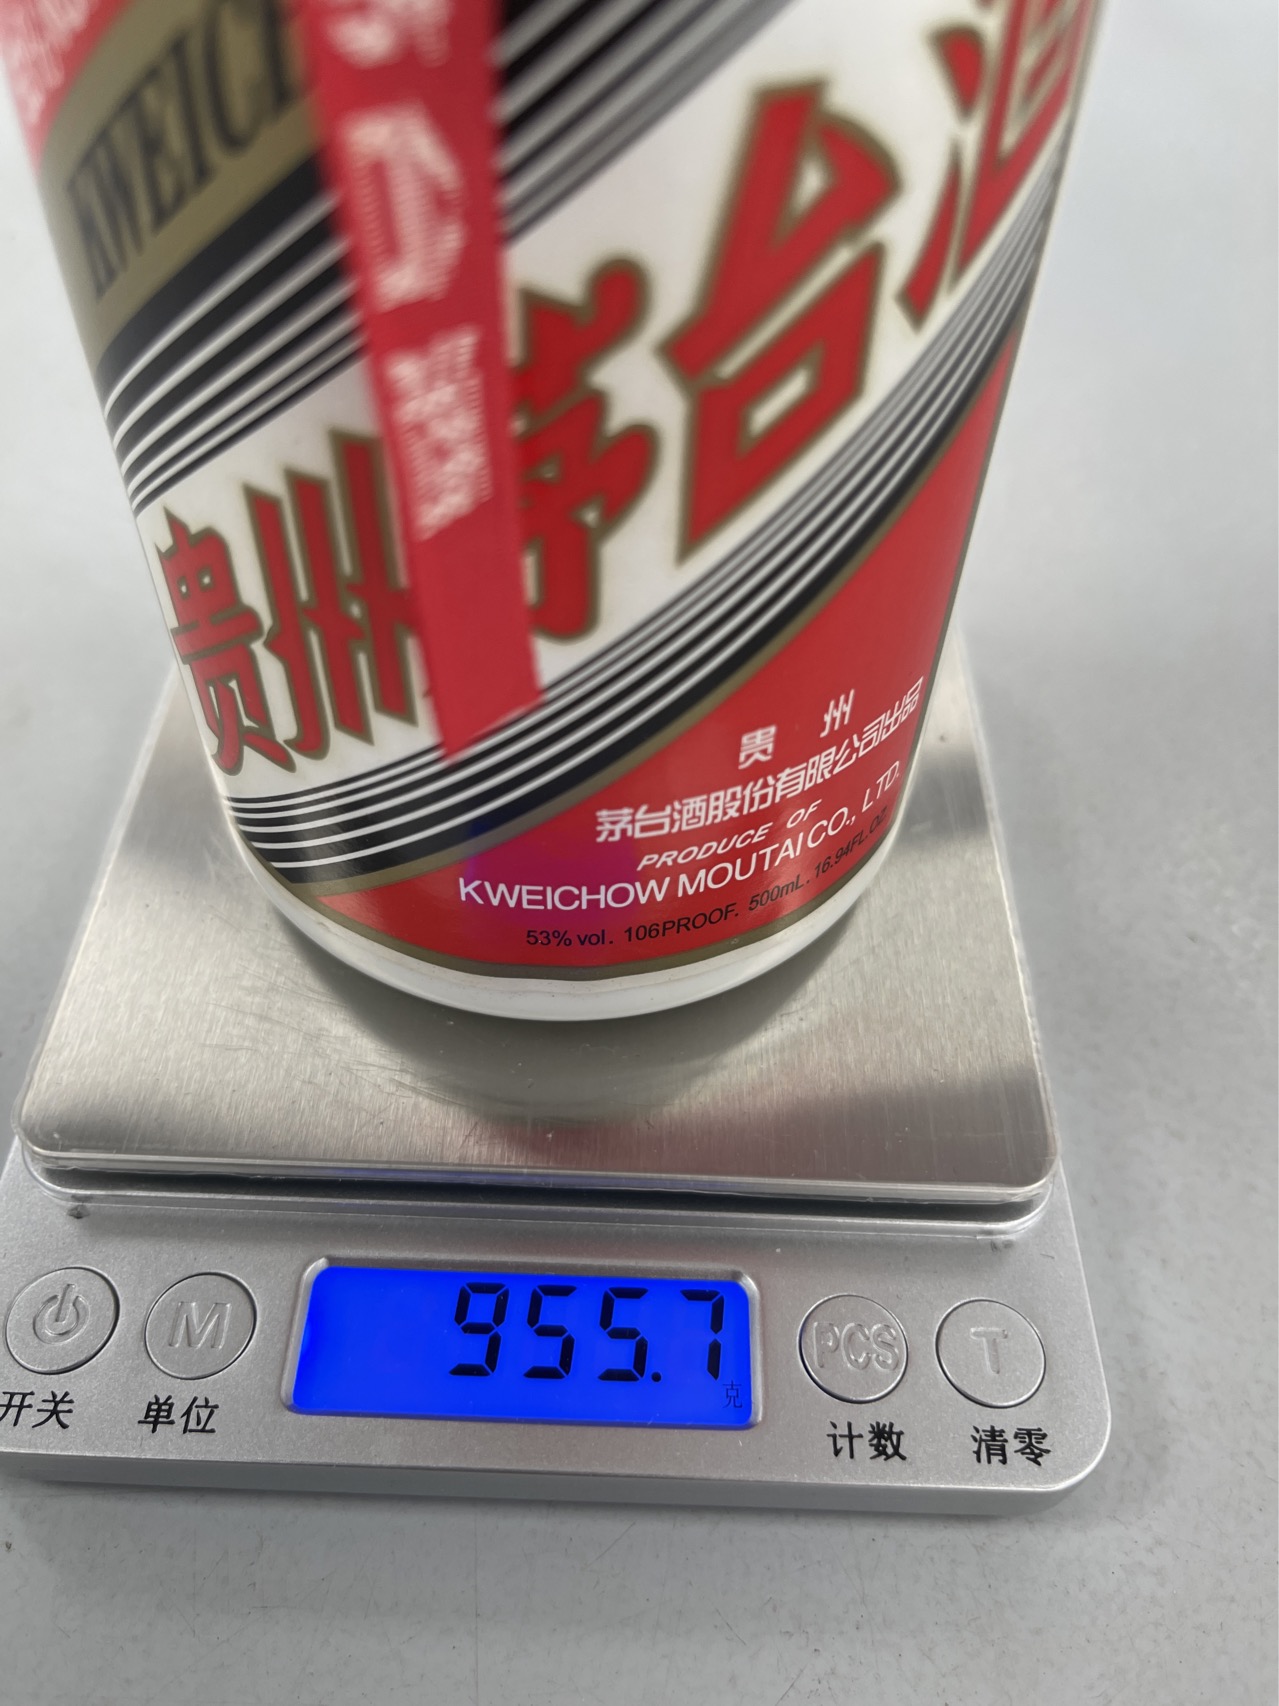 KWEICH
贵州茅台酒
贵 州
茅台酒股份有限公司出品
PRODUCE OF
KWEICHOW MOUTAI CO., LTD.
53% vol. 106PROOF. 500mL. 16.94FL.OZ
955.7
克
M
PCS
T
开关
单位
计数
清零